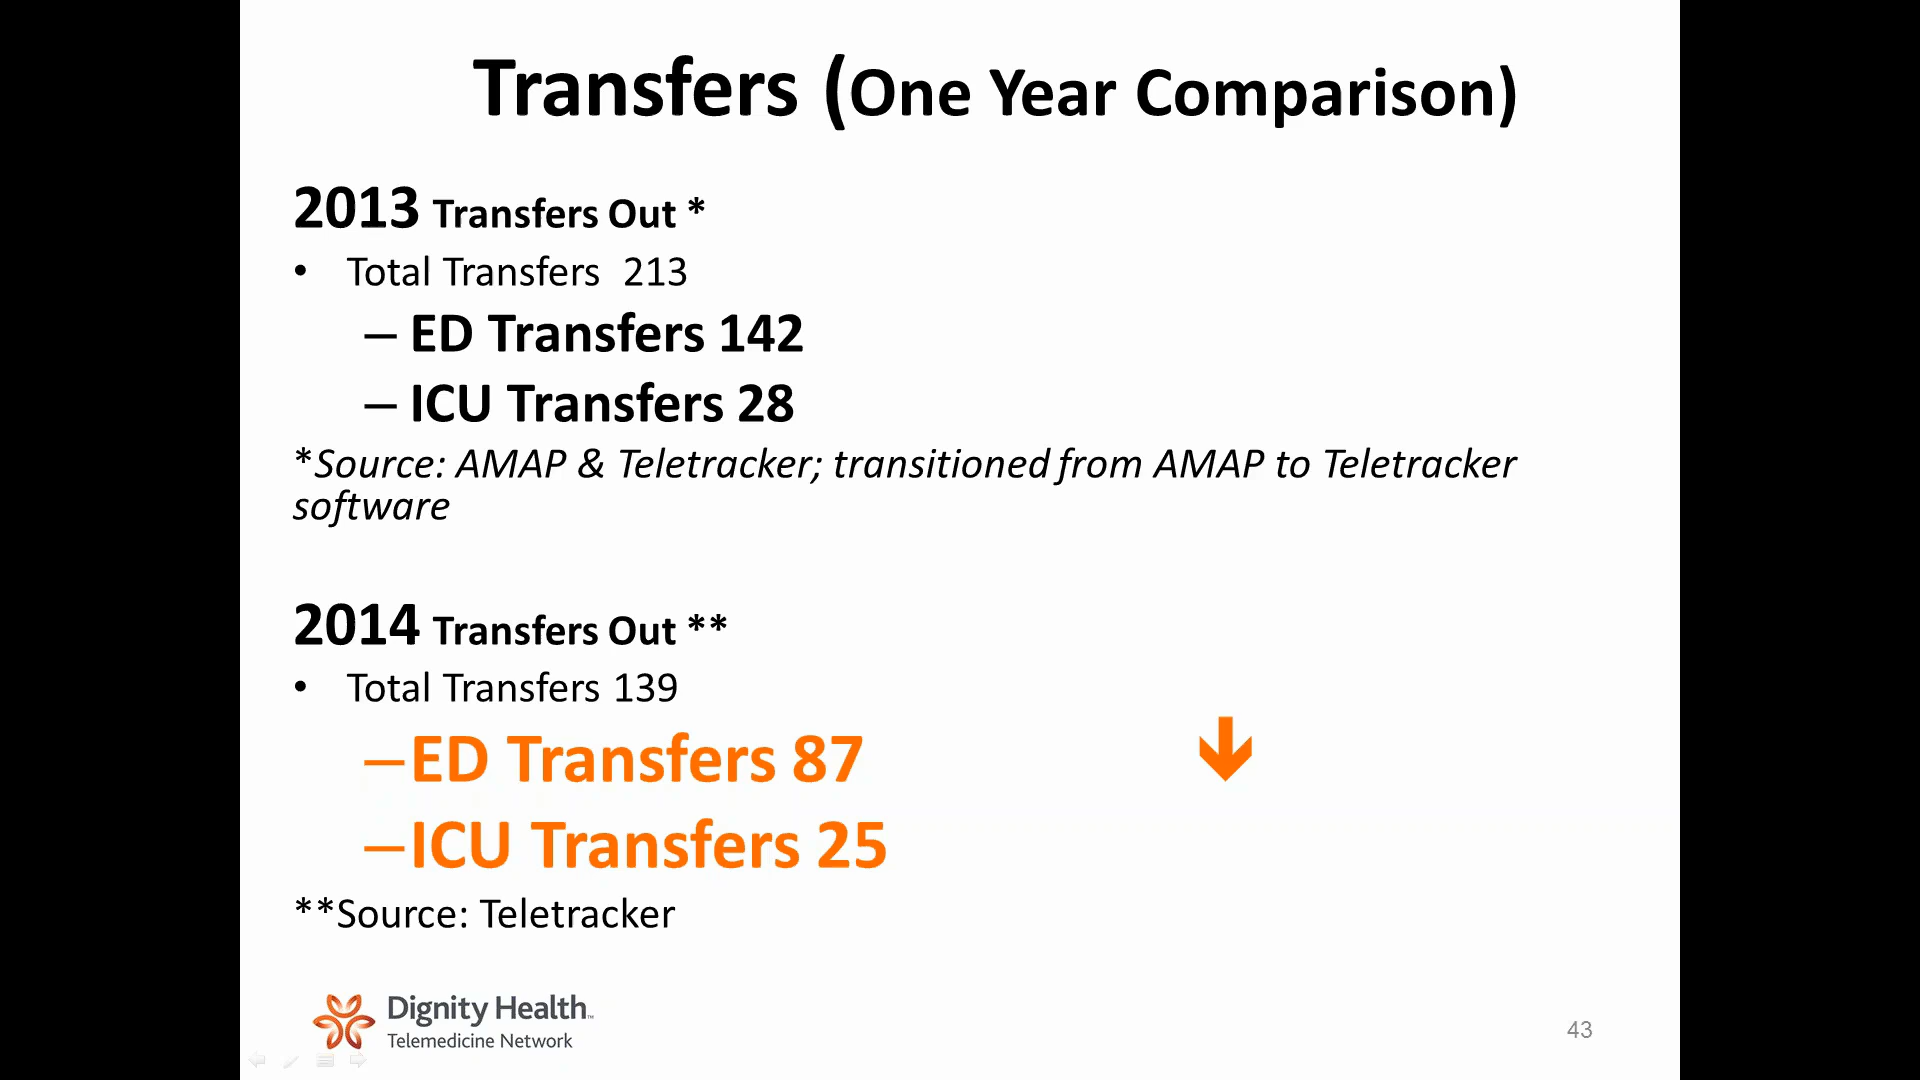 Transfers (One Year Comparison)
2013 Transfers Out *
• Total Transfers  213
– ED Transfers 142
– ICU Transfers 28
*Source: AMAP & Teletracker; transitioned from AMAP to Teletracker
software
2014 Transfers Out **
• Total Transfers 139
–ED Transfers 87
–ICU Transfers 25
**Source: Teletracker
Dignity Health™
Telemedicine Network
43